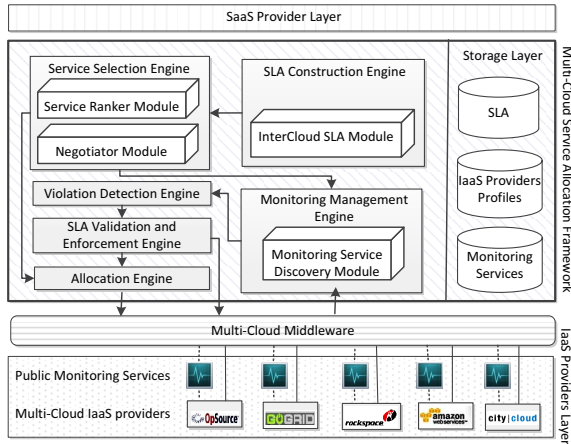 SaaS Provider Layer
Service Selection Engine
Service Ranker Module
Negotiator Module
SLA Construction Engine
InterCloud SLA Module
Storage Layer
SLA
IaaS Providers
Profiles
Monitoring
Services
Violation Detection Engine
SLA Validation and
Enforcement Engine
Allocation Engine
Monitoring Management
Engine
Monitoring Service
Discovery Module
Multi-Cloud Service Allocation Framework
Multi-Cloud Middleware
Public Monitoring Services
Multi-Cloud IaaS providers
OpSource
GOGRID
rackspace
amazon
webservices
city|cloud
IaaS Providers Layer